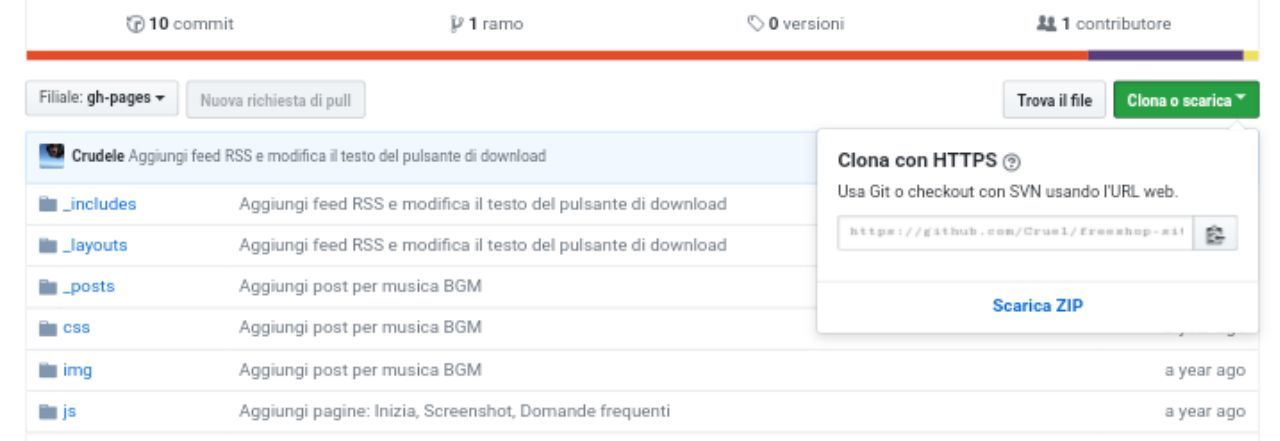 10 commit 1 ramo 0 versioni 1 contributore
Filiale: gh-pages Nuova richiesta di pull Trova il file Clona o scarica
Crudele Aggiungi feed RSS e modifica il testo del pulsante di download
Clona con HTTPS
Usa Git o checkout con SVN usando l'URL web.
https://github.com/Cruel/freeshop-sit
Scarica ZIP
_includes Aggiungi feed RSS e modifica il testo del pulsante di download
_layouts Aggiungi feed RSS e modifica il testo del pulsante di download
_posts Aggiungi post per musica BGM
css Aggiungi post per musica BGM
img Aggiungi post per musica BGM a year ago
js Aggiungi pagine: Inizia, Screenshot, Domande frequenti a year ago